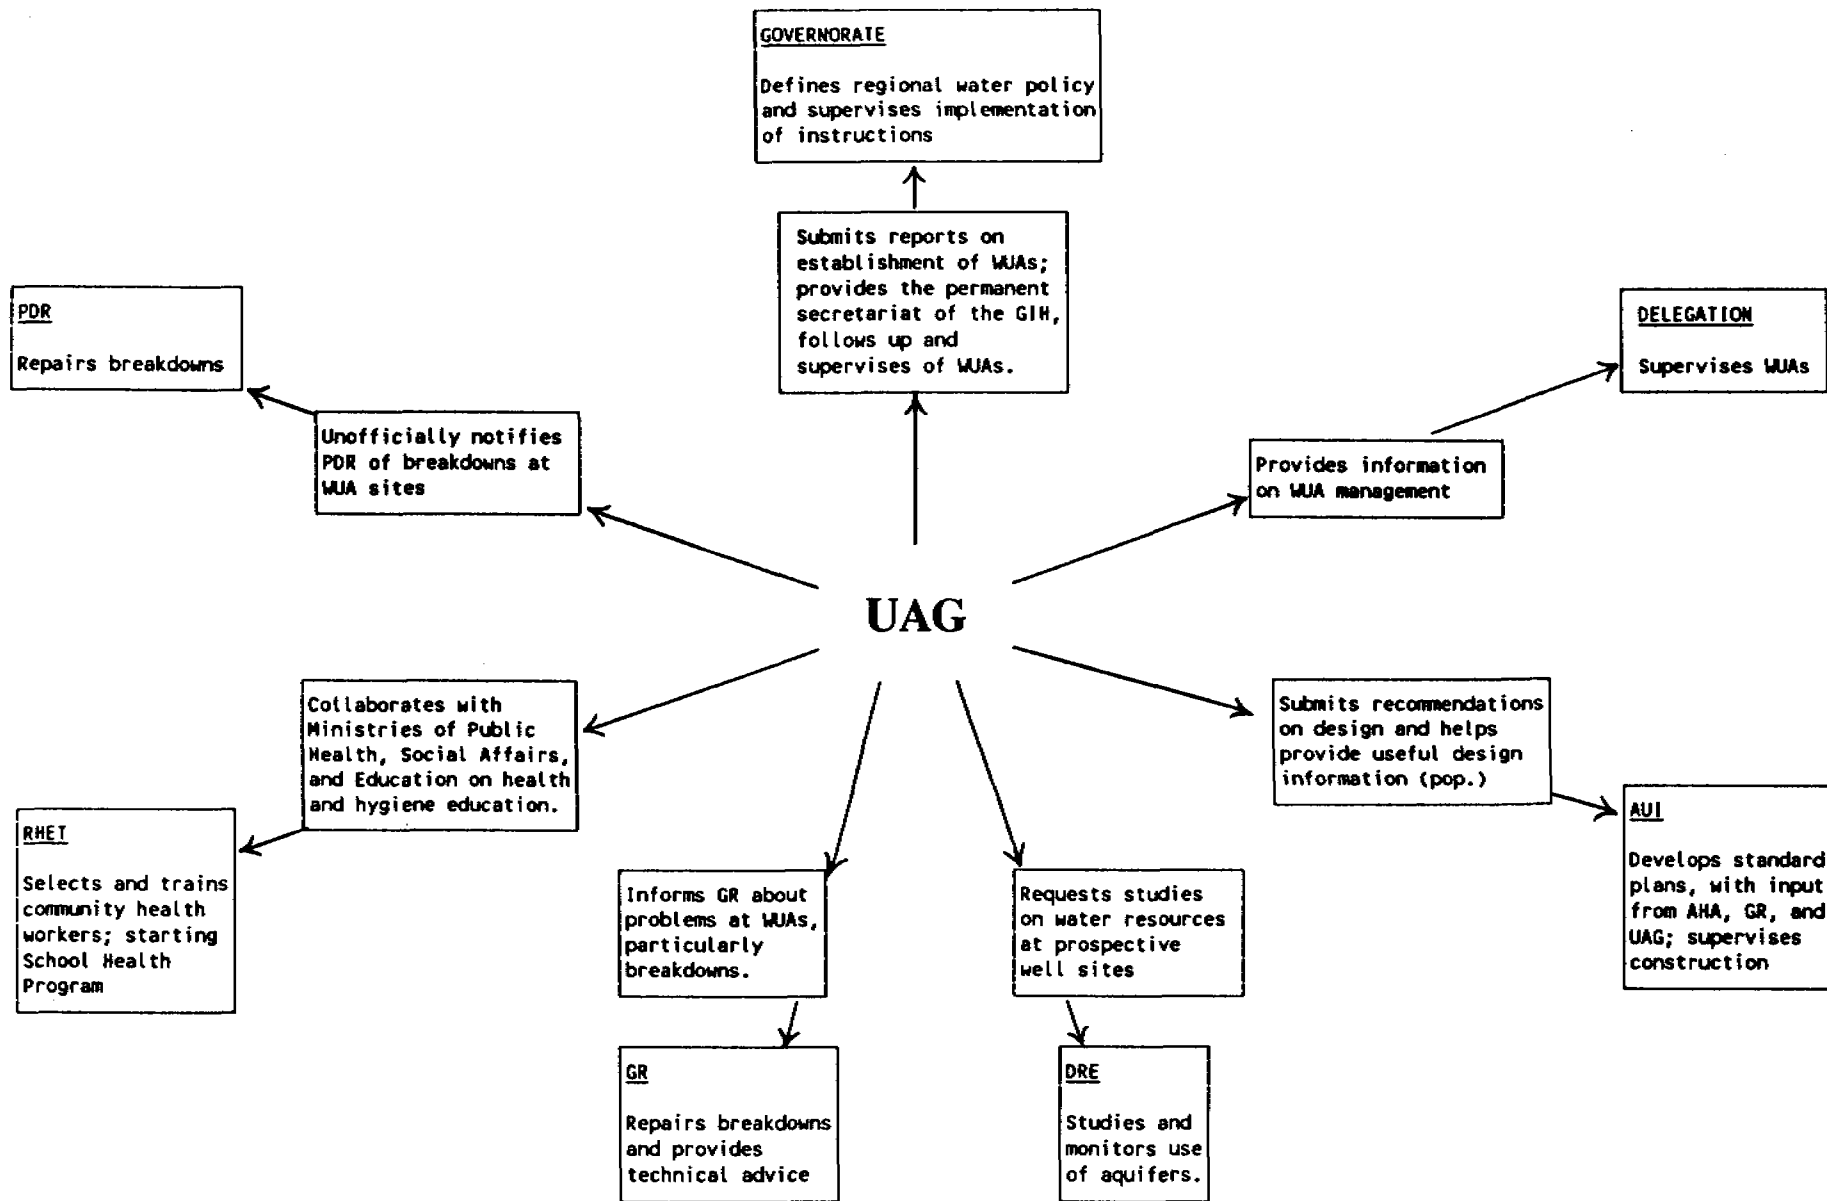 GOVERNORATE
Defines regional water policy
and supervises implementation
of instructions
Submits reports on
establishment of WUAs;
provides the permanent
secretariat of the GIH,
follows up and
supervises of WUAs.
PDR
Repairs breakdowns
Unofficially notifies
PDR of breakdowns at
WUA sites
DELEGATION
Supervises WUAs
Provides information
on WUA management
UAG
Collaborates with
Ministries of Public
Health, Social Affairs,
and Education on health
and hygiene education.
RHET
Selects and trains
community health
workers; starting
School Health
Program
Informs GR about
problems at WUAs,
particularly
breakdowns.
GR
Repairs breakdowns
and provides
technical advice
Requests studies
on water resources
at prospective
well sites
DRE
Studies and
monitors use
of aquifers.
Submits recommendations
on design and helps
provide useful design
information (pop.)
AUI
Develops standard
plans, with input
from AHA, GR, and
UAG; supervises
construction